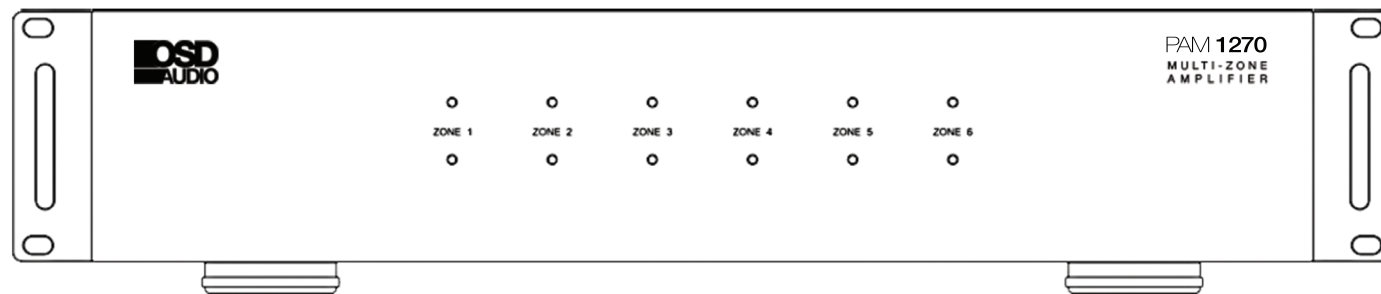 OSD
AUDIO
PAM 1270
MULTI-ZONE
AMPLIFIER
ZONE 1 ZONE 2 ZONE 3 ZONE 4 ZONE 5 ZONE 6